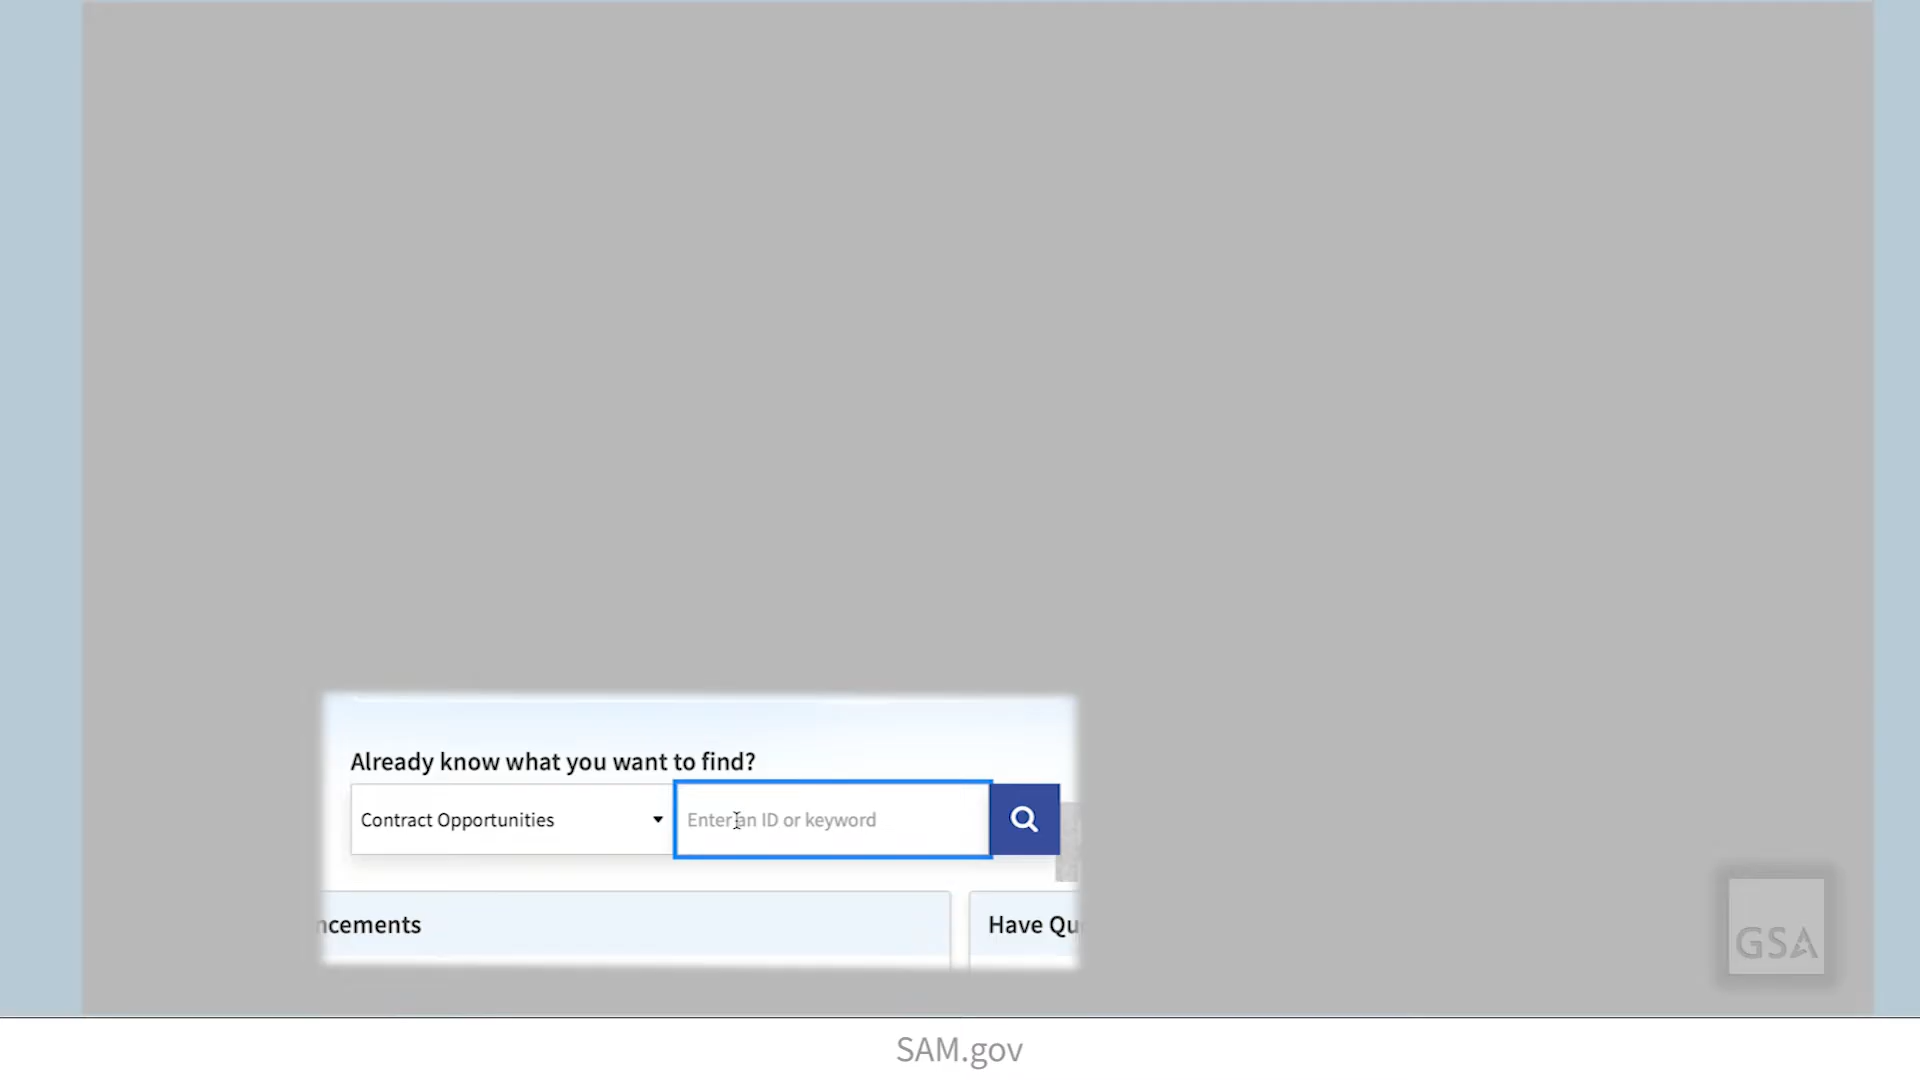 Already know what you want to find?
Contract Opportunities
Enter an ID or keyword
ncements
Have Qu
GSA
SAM.gov